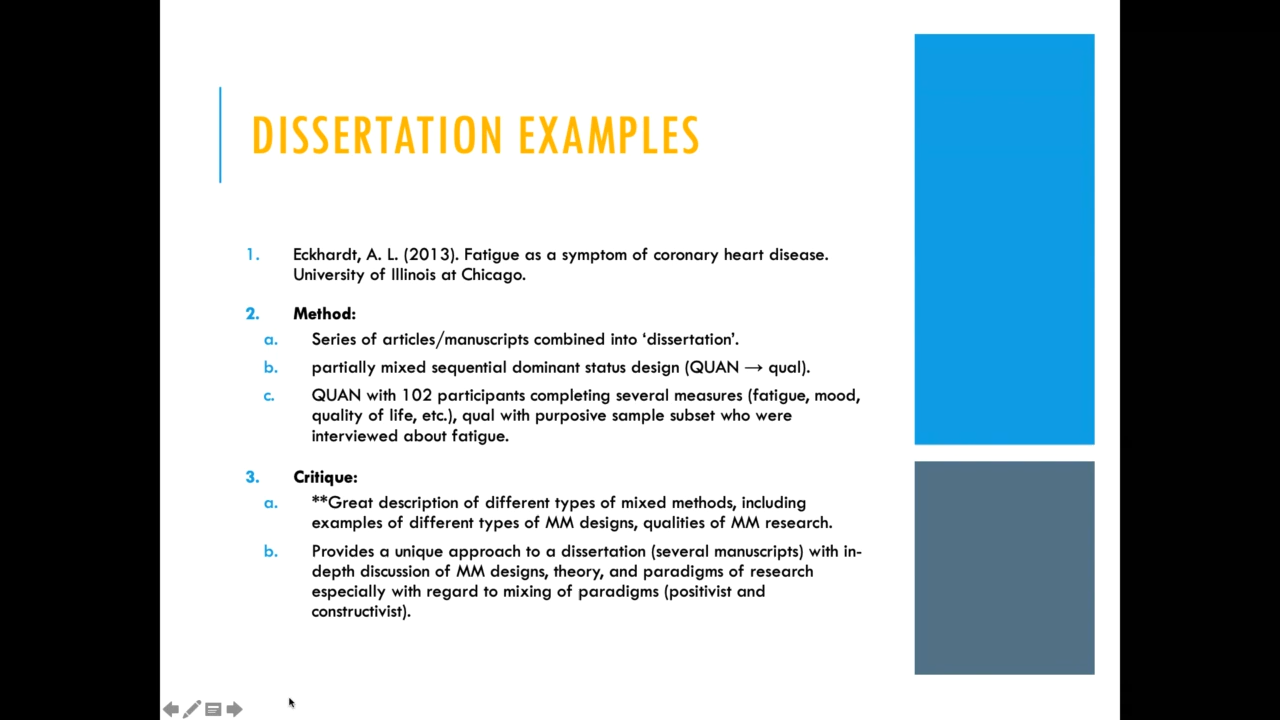 DISSERTATION EXAMPLES
1. Eckhardt, A. L. (2013). Fatigue as a symptom of coronary heart disease.
University of Illinois at Chicago.
2. Method:
a. Series of articles/manuscripts combined into ‘dissertation’.
b. partially mixed sequential dominant status design (QUAN → qual).
c. QUAN with 102 participants completing several measures (fatigue, mood,
quality of life, etc.), qual with purposive sample subset who were
interviewed about fatigue.
3. Critique:
a. **Great description of different types of mixed methods, including
examples of different types of MM designs, qualities of MM research.
b. Provides a unique approach to a dissertation (several manuscripts) with in-
depth discussion of MM designs, theory, and paradigms of research
especially with regard to mixing of paradigms (positivist and
constructivist).